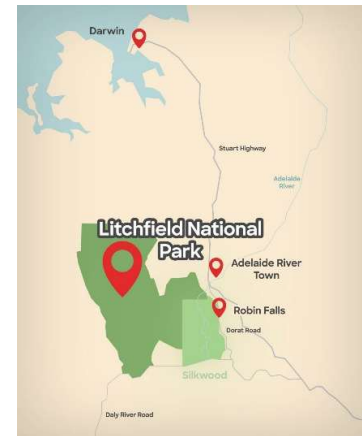 Darwin
Stuart Highway
Adelaide
River
Litchfield National
Park
Adelaide River
Town
Robin Falls
Dorat Road
Silkwood
Daly River Road